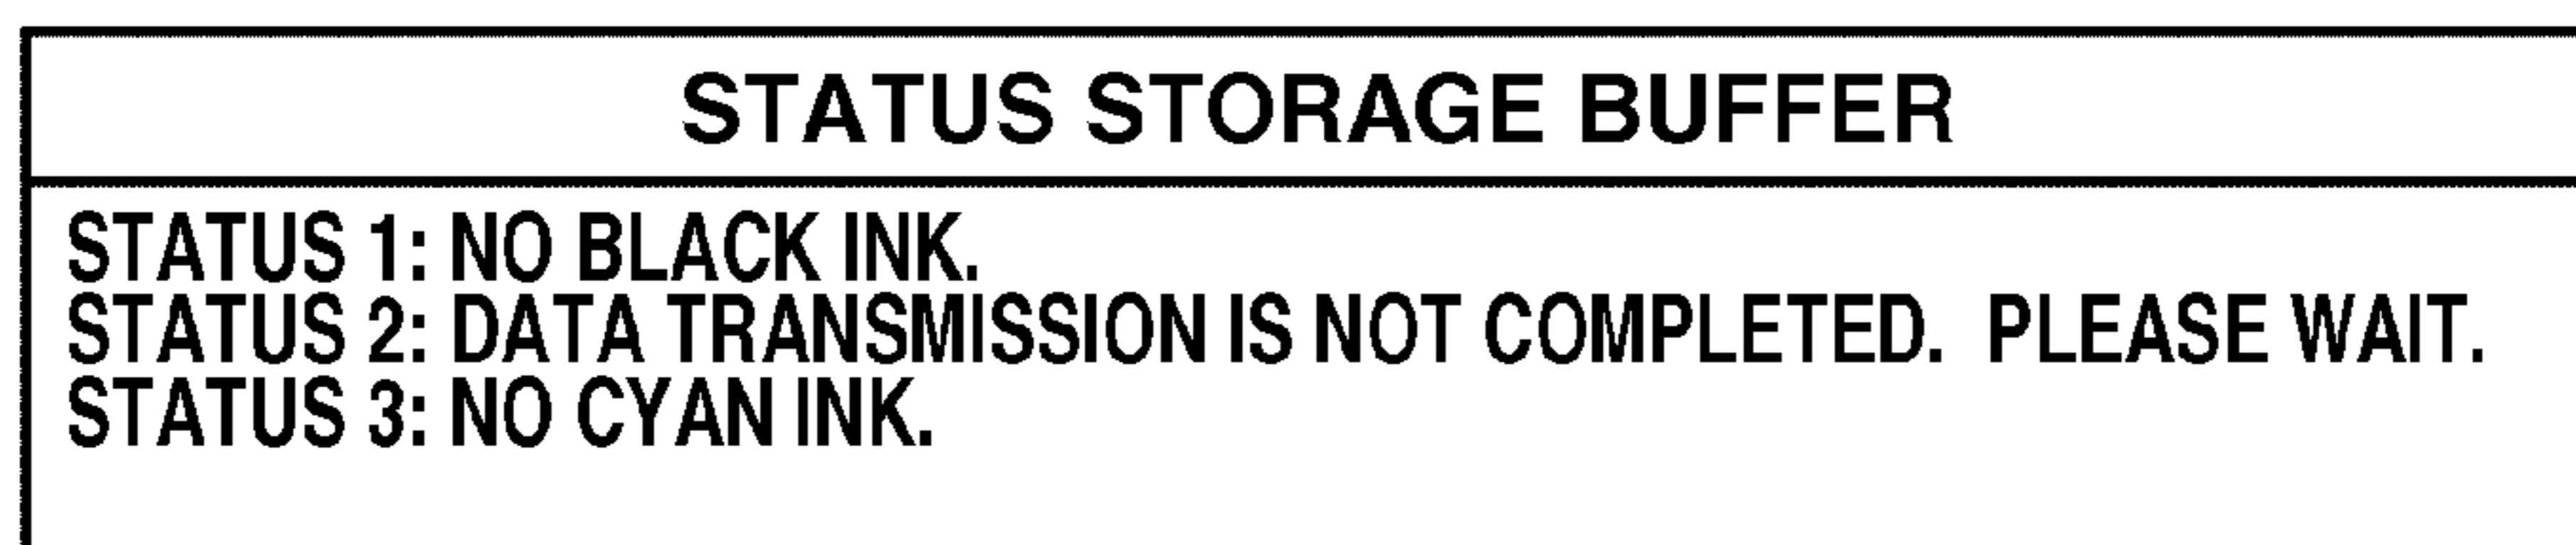 STATUS STORAGE BUFFER
STATUS 1: NO BLACK INK.
STATUS 2: DATA TRANSMISSION IS NOT COMPLETED.  PLEASE WAIT.
STATUS 3: NO CYAN INK.